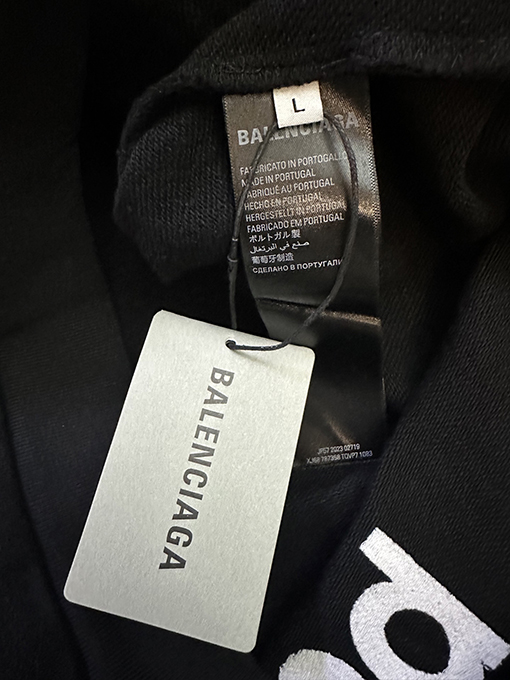 L
BALENCIAGA
FABBRICATO IN PORTOGALLO
MADE IN PORTUGAL
FABRIQUÉ AU PORTUGAL
HECHO EN PORTUGAL
HERGESTELLT IN PORTUGAL
FABRICADO EM PORTUGAL
ポルトガル製
صنع في البرتغال
葡萄牙制造
СДЕЛАНО В ПОРТУГАЛИИ
BALENCIAGA